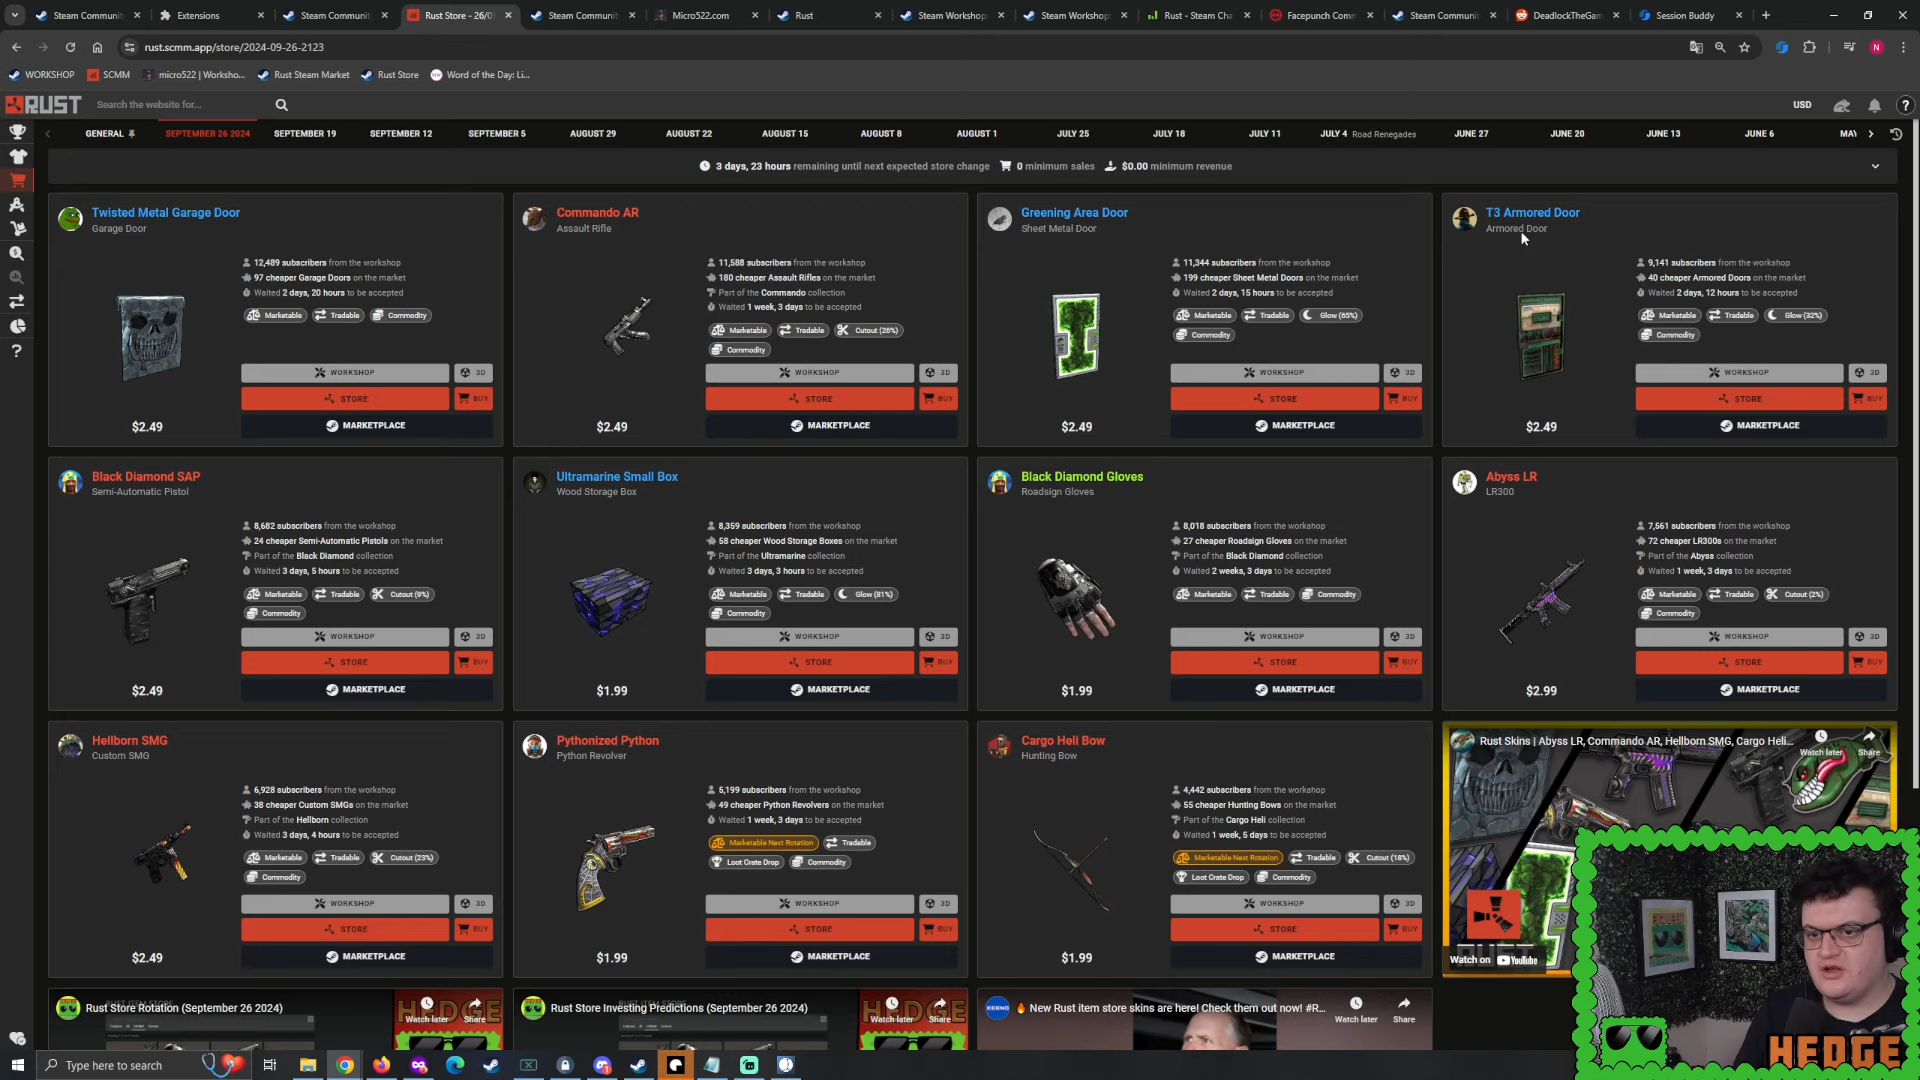 Steam Communit
Extensions
Steam Communit
Rust Store - 26/0
Steam Communit
Micro522.com
Rust
Steam Workshop
Steam Workshop
Rust - Steam Cha
Facepunch Comm
Steam Communit
DeadlockTheGam
Session Buddy
rust.scmm.app/store/2024-09-26-2123
N
WORKSHOP
SCMM
micro522 | Worksho...
Rust Steam Market
Rust Store
Word of the Day: Li...
RUST
Search the website for...
USD
GENERAL
SEPTEMBER 26 2024
SEPTEMBER 19
SEPTEMBER 12
SEPTEMBER 5
AUGUST 29
AUGUST 22
AUGUST 15
AUGUST 8
AUGUST 1
JULY 25
JULY 18
JULY 11
JULY 4 Road Renegades
JUNE 27
JUNE 20
JUNE 13
JUNE 6
MAY
3 days, 23 hours remaining until next expected store change 0 minimum sales $0.00 minimum revenue
Twisted Metal Garage Door
Garage Door
12,489 subscribers from the workshop
97 cheaper Garage Doors on the market
Waited 2 days, 20 hours to be accepted
Marketable Tradable Commodity
WORKSHOP 3D
STORE BUY
$2.49 MARKETPLACE
Commando AR
Assault Rifle
11,588 subscribers from the workshop
180 cheaper Assault Rifles on the market
Part of the Commando collection
Waited 1 week, 3 days to be accepted
Marketable Tradable Cutout (26%)
Commodity
WORKSHOP 3D
STORE BUY
$2.49 MARKETPLACE
Greening Area Door
Sheet Metal Door
11,344 subscribers from the workshop
199 cheaper Sheet Metal Doors on the market
Waited 2 days, 15 hours to be accepted
Marketable Tradable Glow (65%)
Commodity
WORKSHOP 3D
STORE BUY
$2.49 MARKETPLACE
T3 Armored Door
Armored Door
9,141 subscribers from the workshop
40 cheaper Armored Doors on the market
Waited 2 days, 12 hours to be accepted
Marketable Tradable Glow (32%)
Commodity
WORKSHOP 3D
STORE BUY
$2.49 MARKETPLACE
Black Diamond SAP
Semi-Automatic Pistol
8,682 subscribers from the workshop
24 cheaper Semi-Automatic Pistols on the market
Part of the Black Diamond collection
Waited 3 days, 5 hours to be accepted
Marketable Tradable Cutout (9%)
Commodity
WORKSHOP 3D
STORE BUY
$2.49 MARKETPLACE
Ultramarine Small Box
Wood Storage Box
8,359 subscribers from the workshop
58 cheaper Wood Storage Boxes on the market
Part of the Ultramarine collection
Waited 3 days, 3 hours to be accepted
Marketable Tradable Glow (81%)
Commodity
WORKSHOP 3D
STORE BUY
$1.99 MARKETPLACE
Black Diamond Gloves
Roadsign Gloves
8,018 subscribers from the workshop
27 cheaper Roadsign Gloves on the market
Part of the Black Diamond collection
Waited 2 weeks, 3 days to be accepted
Marketable Tradable Commodity
WORKSHOP 3D
STORE BUY
$1.99 MARKETPLACE
Abyss LR
LR300
7,561 subscribers from the workshop
72 cheaper LR300s on the market
Part of the Abyss collection
Waited 1 week, 3 days to be accepted
Marketable Tradable Cutout (2%)
Commodity
WORKSHOP 3D
STORE BUY
$2.99 MARKETPLACE
Hellborn SMG
Custom SMG
6,928 subscribers from the workshop
38 cheaper Custom SMGs on the market
Part of the Hellborn collection
Waited 3 days, 4 hours to be accepted
Marketable Tradable Cutout (23%)
Commodity
WORKSHOP 3D
STORE BUY
$2.49 MARKETPLACE
Pythonized Python
Python Revolver
5,199 subscribers from the workshop
49 cheaper Python Revolvers on the market
Waited 1 week, 3 days to be accepted
Marketable Next Rotation Tradable
Loot Crate Drop Commodity
WORKSHOP 3D
STORE BUY
$1.99 MARKETPLACE
Cargo Heli Bow
Hunting Bow
4,442 subscribers from the workshop
55 cheaper Hunting Bows on the market
Part of the Cargo Heli collection
Waited 1 week, 5 days to be accepted
Marketable Next Rotation Tradable Cutout (18%)
Loot Crate Drop Commodity
WORKSHOP 3D
STORE BUY
$1.99 MARKETPLACE
Rust Skins | Abyss LR, Commando AR, Hellborn SMG, Cargo Heli...
Watch later Share
Watch on YouTube
Rust Store Rotation (September 26 2024)
Watch later Share
HEDGE
Rust Store Investing Predictions (September 26 2024)
Watch later Share
HEDGE
KEENO
New Rust item store skins are here! Check them out now! #R...
Watch later Share
HEDGE
Type here to search